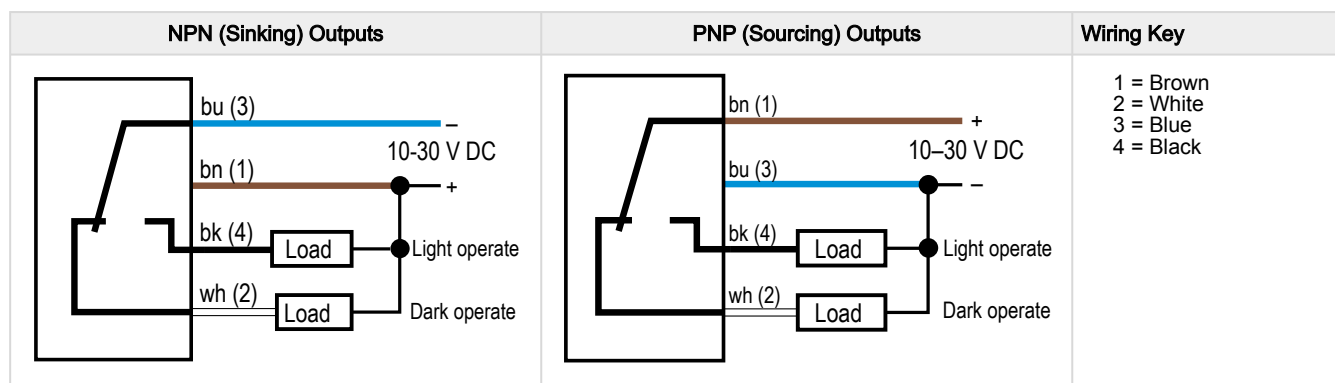 NPN (Sinking) Outputs
PNP (Sourcing) Outputs
Wiring Key
bu (3)
–
10-30 V DC
bn (1)
+
bk (4)
Load
Light operate
wh (2)
Load
Dark operate
bn (1)
+
10–30 V DC
bu (3)
–
bk (4)
Load
Light operate
wh (2)
Load
Dark operate
1 = Brown
2 = White
3 = Blue
4 = Black